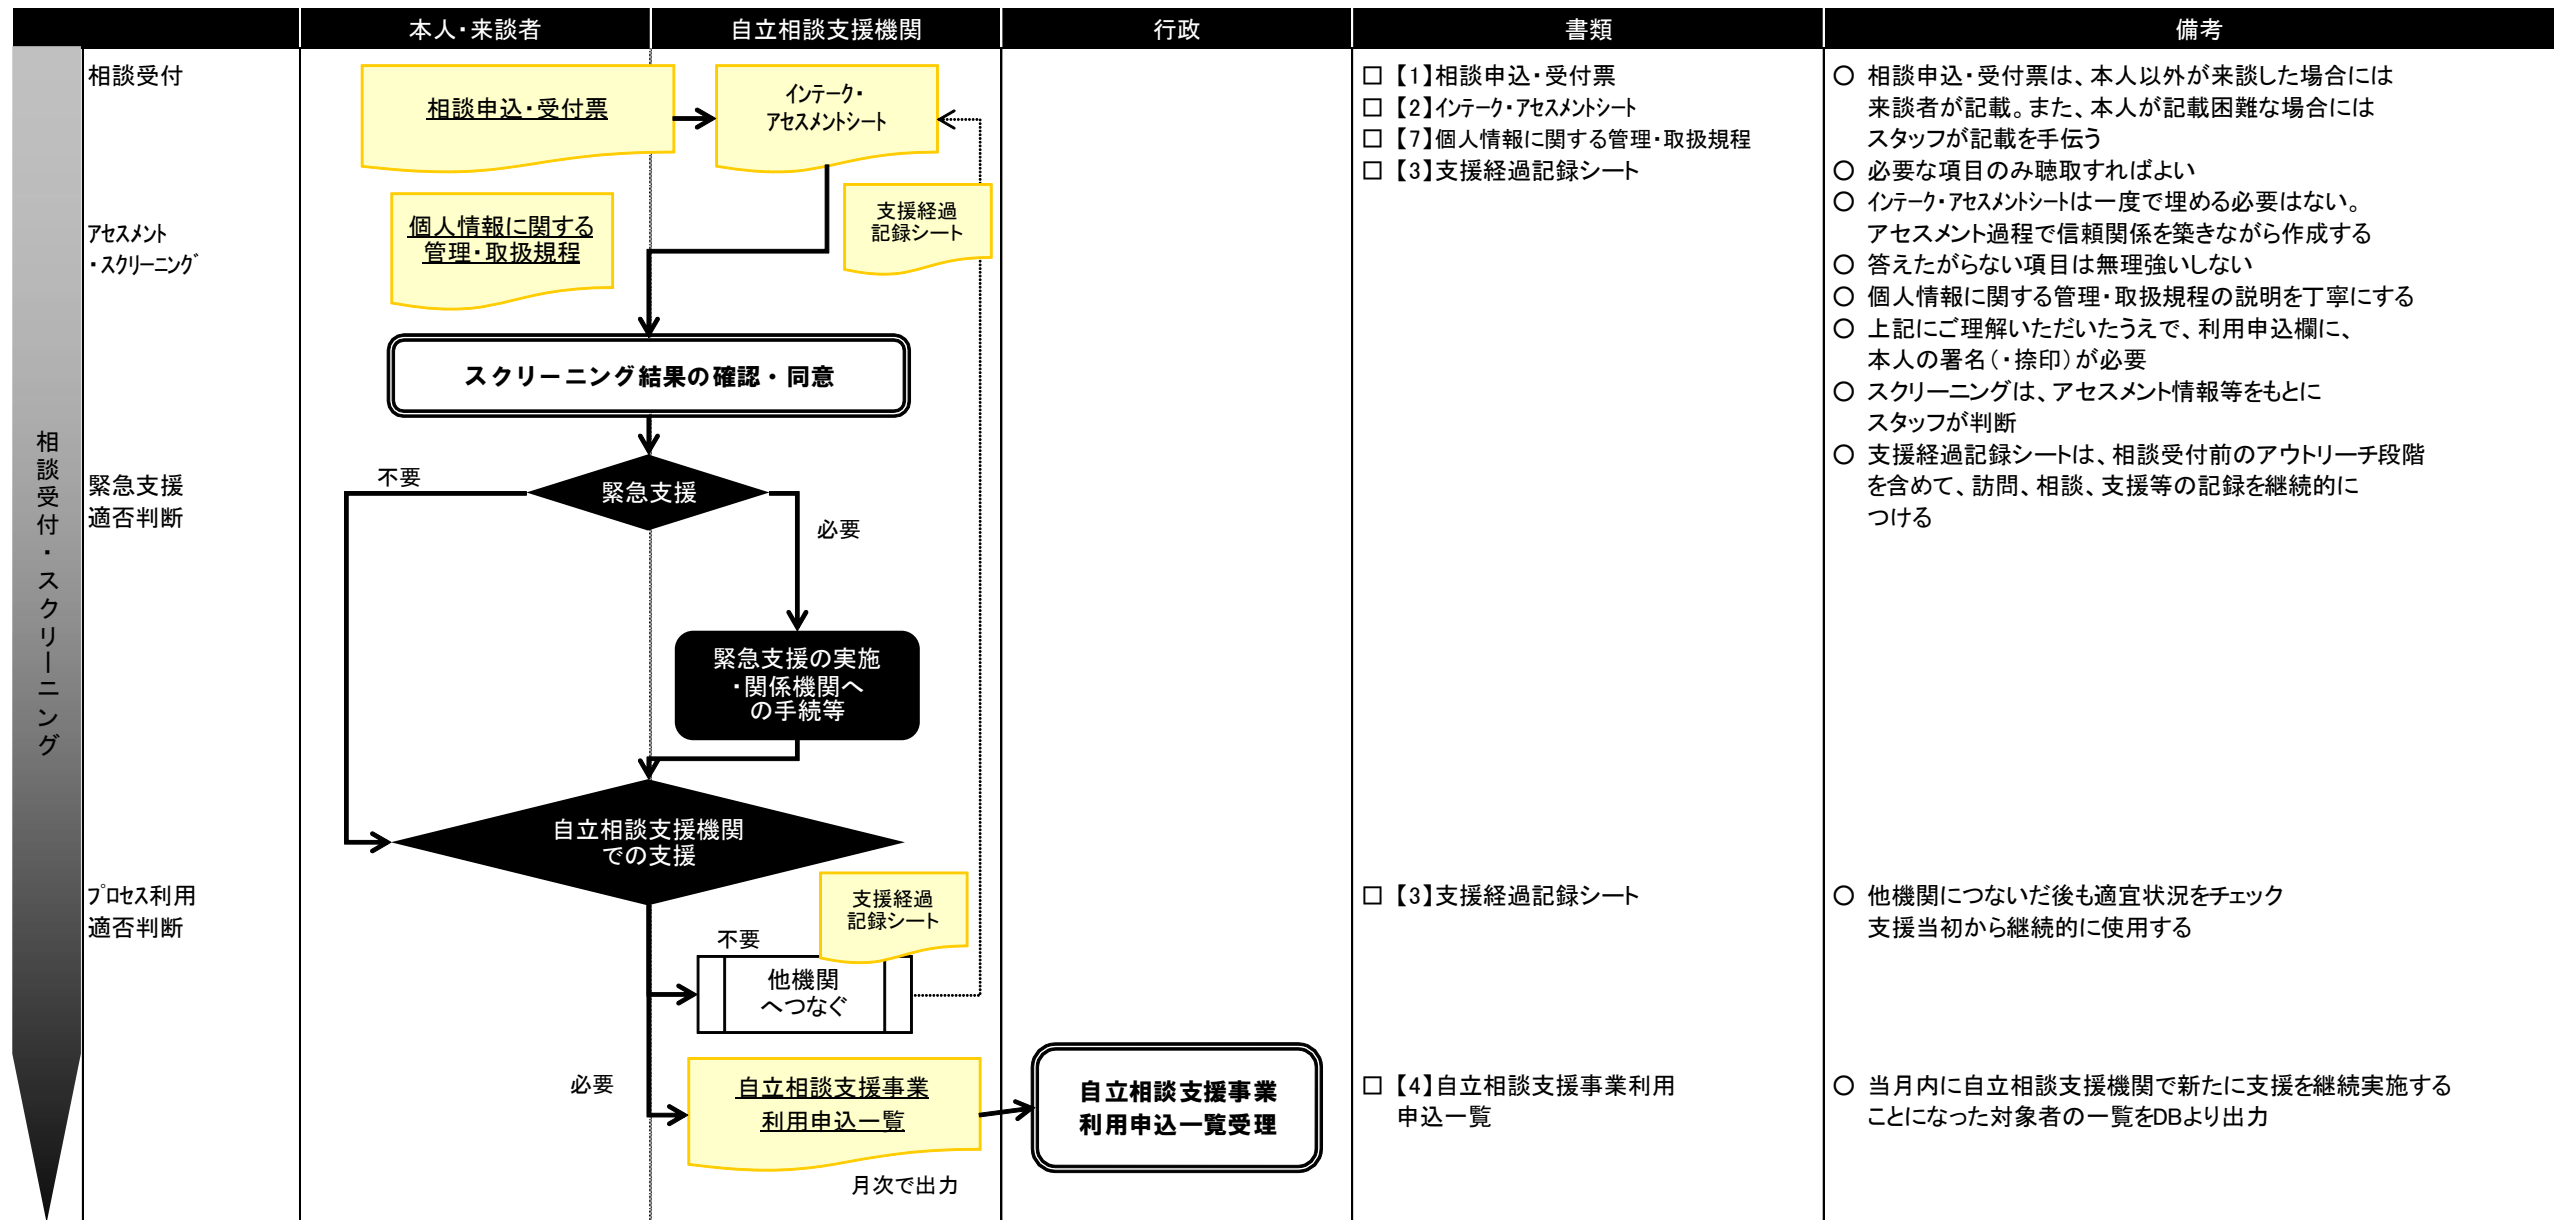 本人・来談者
自立相談支援機関
行政
書類
備考
相談受付・スクリーニング
相談受付
アセスメント
・スクリーニング
緊急支援
適否判断
プロセス利用
適否判断
相談申込・受付票
インテーク・
アセスメントシート
個人情報に関する
管理・取扱規程
支援経過
記録シート
スクリーニング結果の確認・同意
不要
緊急支援
必要
緊急支援の実施
・関係機関へ
の手続等
自立相談支援機関
での支援
支援経過
記録シート
不要
他機関
へつなぐ
必要
自立相談支援事業
利用申込一覧
月次で出力
自立相談支援事業
利用申込一覧受理
□ 【1】相談申込・受付票
□ 【2】インテーク・アセスメントシート
□ 【7】個人情報に関する管理・取扱規程
□ 【3】支援経過記録シート
□ 【3】支援経過記録シート
□ 【4】自立相談支援事業利用
申込一覧
○ 相談申込・受付票は、本人以外が来談した場合には
来談者が記載。また、本人が記載困難な場合には
スタッフが記載を手伝う
○ 必要な項目のみ聴取すればよい
○ インテーク・アセスメントシートは一度で埋める必要はない。
アセスメント過程で信頼関係を築きながら作成する
○ 答えたがらない項目は無理強いしない
○ 個人情報に関する管理・取扱規程の説明を丁寧にする
○ 上記にご理解いただいたうえで、利用申込欄に、
本人の署名(・捺印)が必要
○ スクリーニングは、アセスメント情報等をもとに
スタッフが判断
○ 支援経過記録シートは、相談受付前のアウトリーチ段階
を含めて、訪問、相談、支援等の記録を継続的に
つける
○ 他機関につないだ後も適宜状況をチェック
支援当初から継続的に使用する
○ 当月内に自立相談支援機関で新たに支援を継続実施する
ことになった対象者の一覧をDBより出力